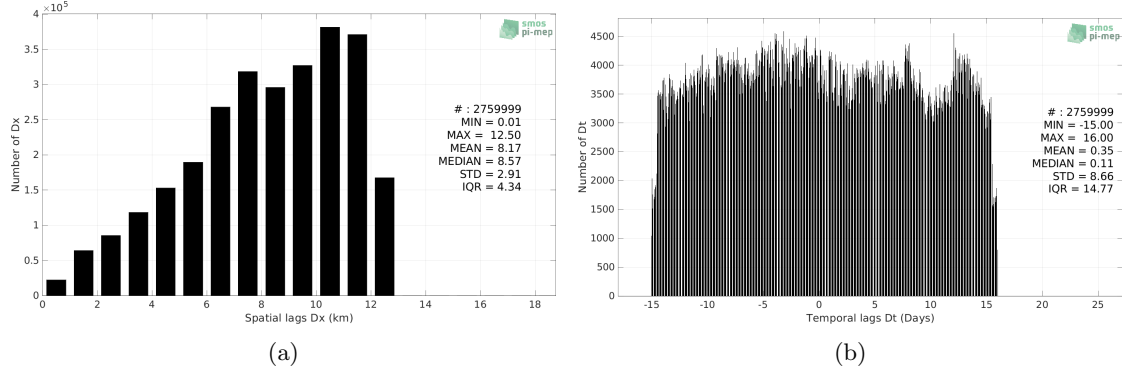 ×10⁵
4
3.5
3
2.5
2
1.5
1
0.5
0
Number of Dx
0 2 4 6 8 10 12 14 16 18
Spatial lags Dx (km)
smos
pi-mep
# : 2759999
MIN = 0.01
MAX = 12.50
MEAN = 8.17
MEDIAN = 8.57
STD = 2.91
IQR = 4.34
(a)
4500
4000
3500
3000
2500
2000
1500
1000
500
0
Number of Dt
-15 -10 -5 0 5 10 15 20 25
Temporal lags Dt (Days)
smos
pi-mep
# : 2759999
MIN = -15.00
MAX = 16.00
MEAN = 0.35
MEDIAN = 0.11
STD = 8.66
IQR = 14.77
(b)